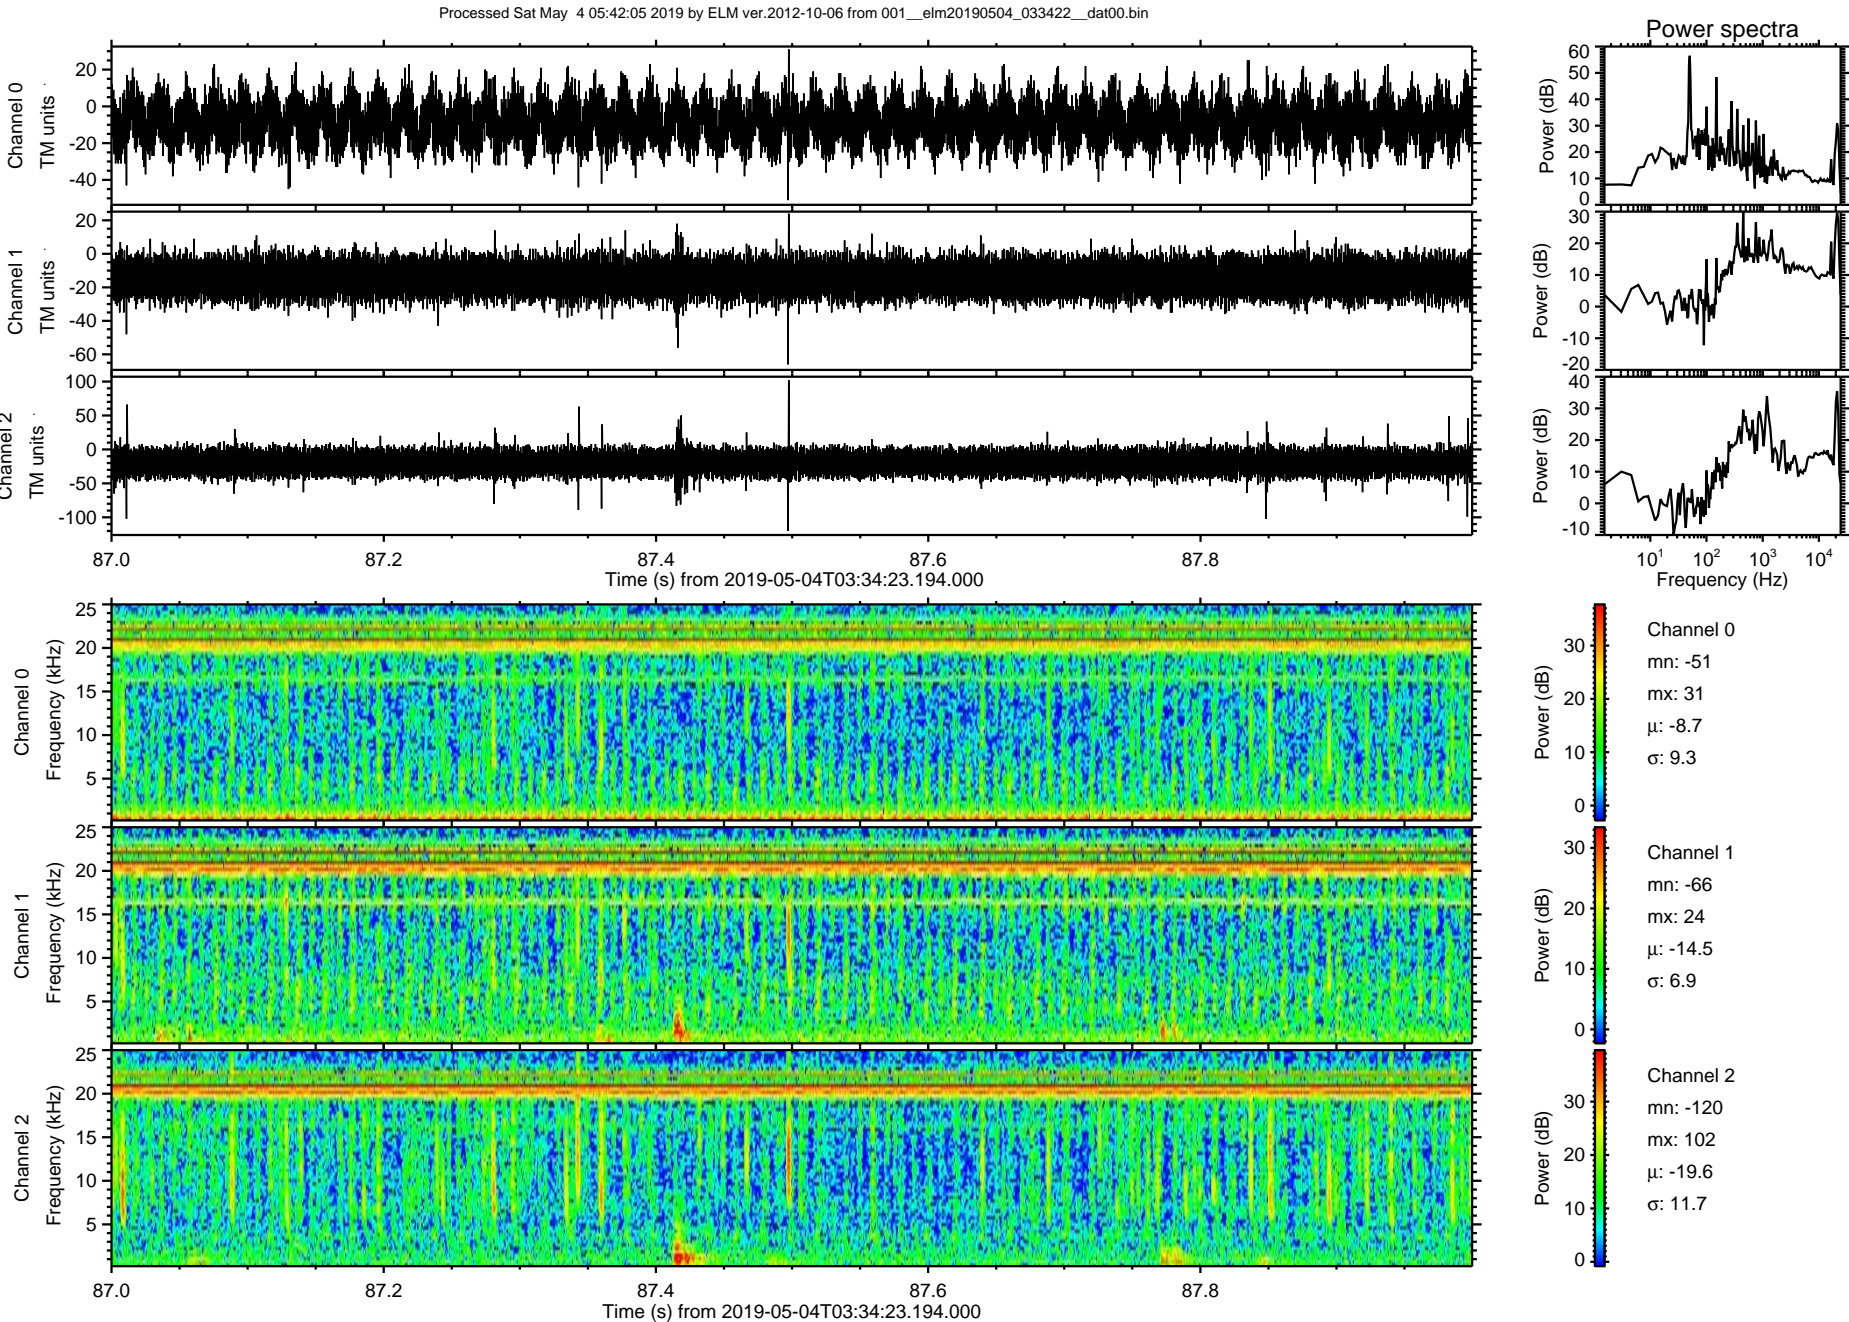 Processed Sat May 4 05:42:05 2019 by ELM ver.2012-10-06 from 001__elm20190504_033422__dat00.bin
Power spectra
Channel 0
TM units
20
0
-20
-40
Power (dB)
60
50
40
30
20
10
0
Channel 1
TM units
20
0
-20
-40
-60
Power (dB)
30
20
10
0
-10
-20
Channel 2
TM units
100
50
0
-50
-100
Power (dB)
40
30
20
10
0
-10
87.0 87.2 87.4 87.6 87.8
Time (s) from 2019-05-04T03:34:23.194.000
10^1 10^2 10^3 10^4
Frequency (Hz)
Channel 0
Frequency (kHz)
25
20
15
10
5
Power (dB)
30
20
10
0
Channel 0
mn: -51
mx: 31
μ: -8.7
σ: 9.3
Channel 1
Frequency (kHz)
25
20
15
10
5
Power (dB)
30
20
10
0
Channel 1
mn: -66
mx: 24
μ: -14.5
σ: 6.9
Channel 2
Frequency (kHz)
25
20
15
10
5
Power (dB)
30
20
10
0
Channel 2
mn: -120
mx: 102
μ: -19.6
σ: 11.7
87.0 87.2 87.4 87.6 87.8
Time (s) from 2019-05-04T03:34:23.194.000